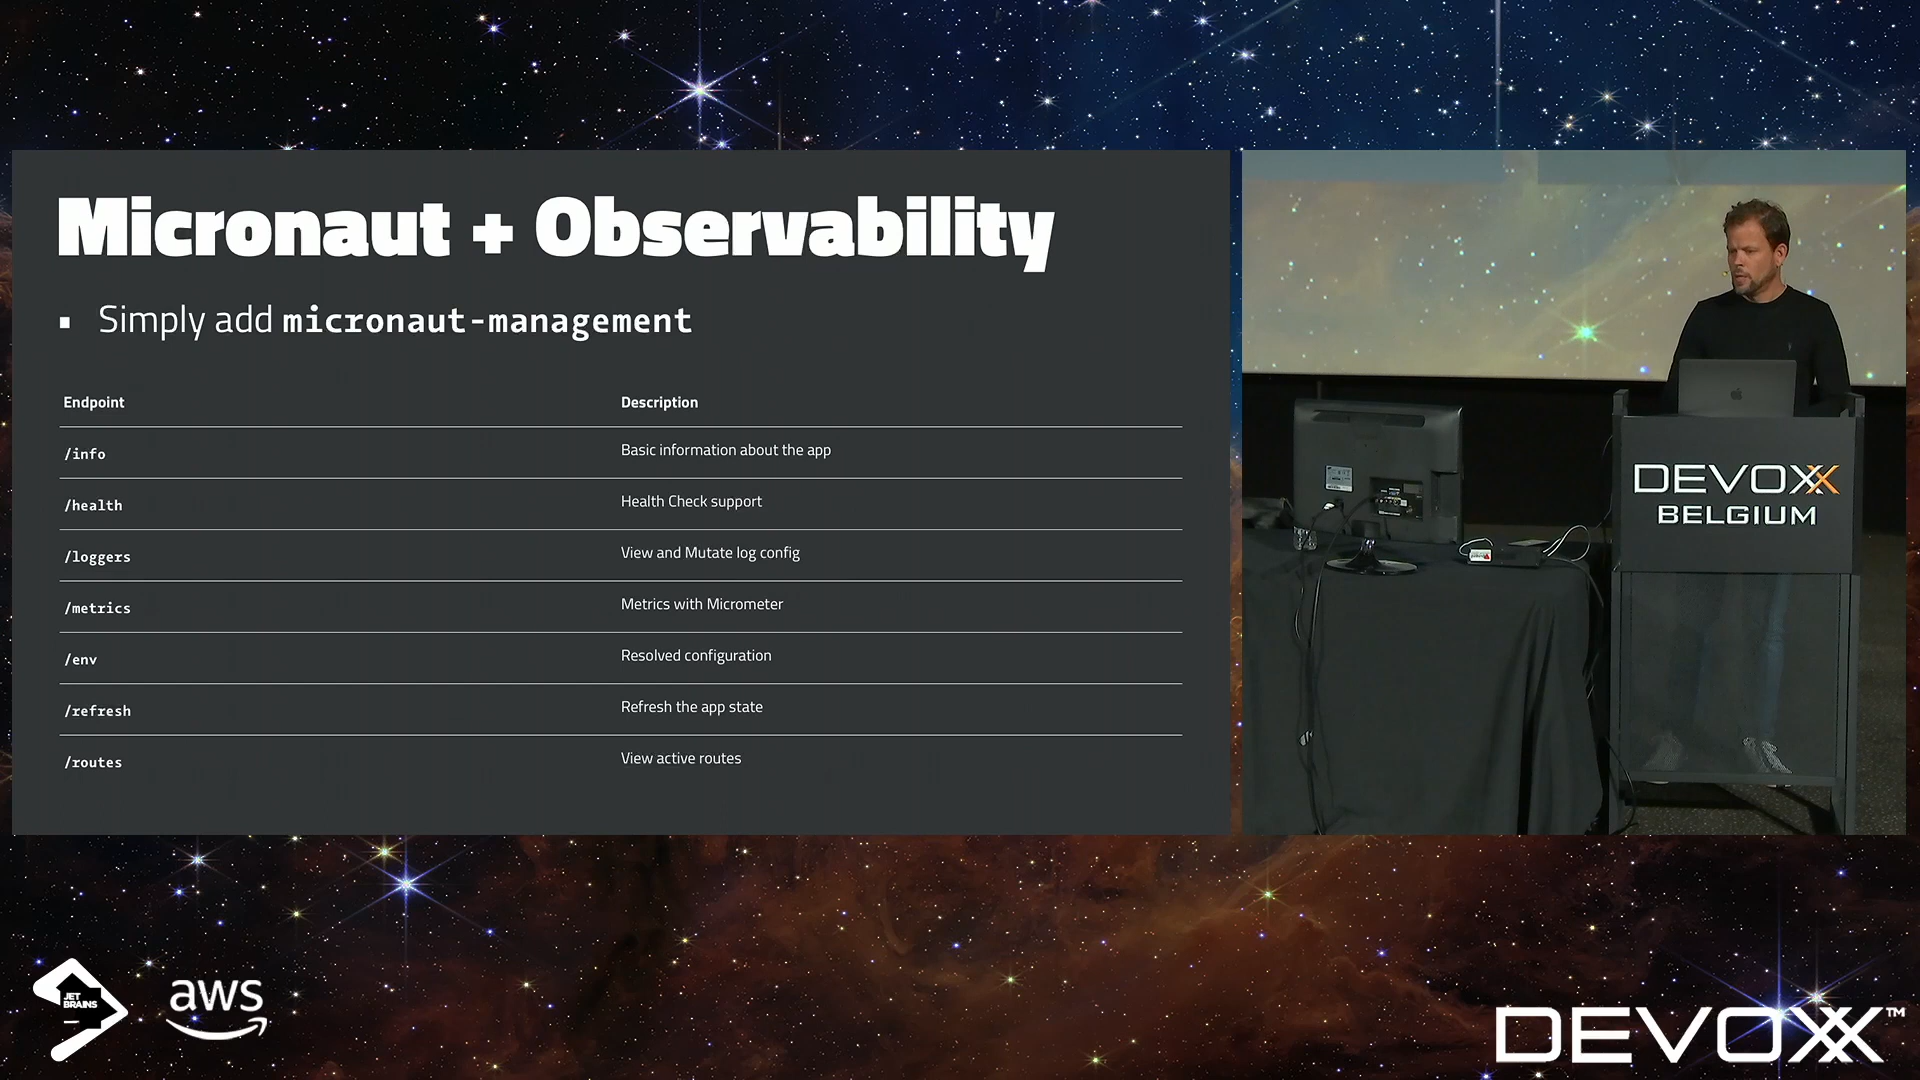 Micronaut + Observability
▪ Simply add micronaut-management
Endpoint Description
/info Basic information about the app
/health Health Check support
/loggers View and Mutate log config
/metrics Metrics with Micrometer
/env Resolved configuration
/refresh Refresh the app state
/routes View active routes
DEVOXX
BELGIUM
JET
BRAINS
aws
DEVOXX™